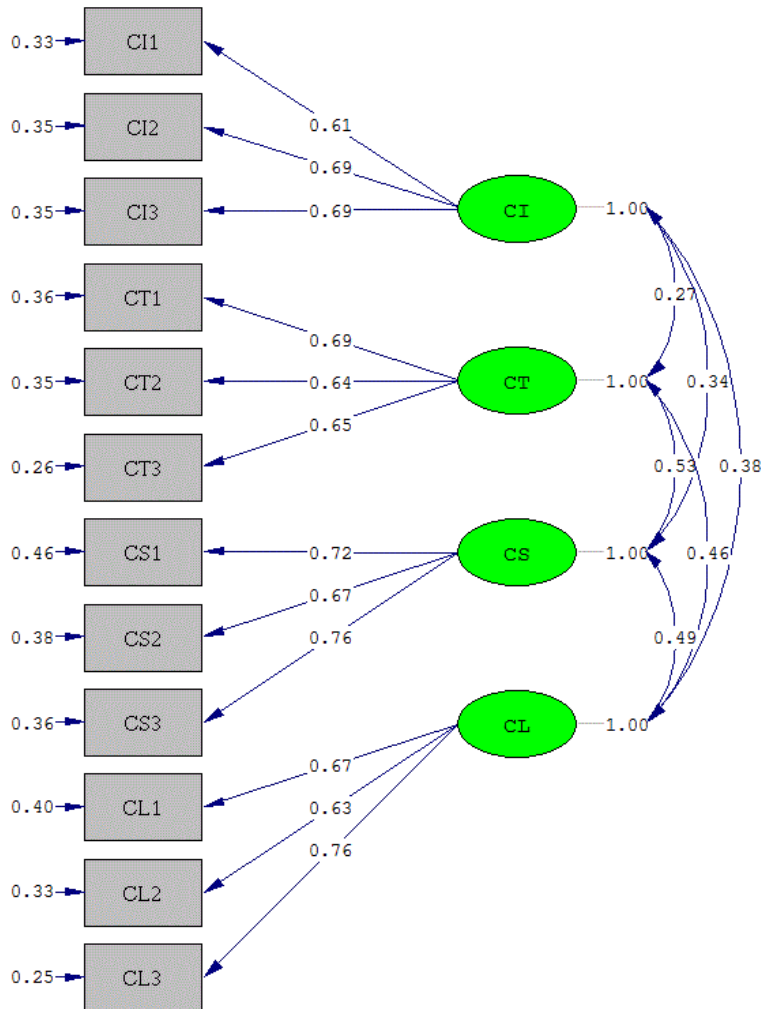 0.33 CI1
0.61
0.35 CI2
0.69
0.35 CI3 0.69 CI 1.00
0.27
0.36 CT1
0.69
0.35 CT2 0.64 CT 1.00 0.34
0.65
0.26 CT3 0.53 0.38
0.46 CS1 0.72 CS 1.00 0.46
0.67
0.38 CS2 0.76 0.49
0.36 CS3 CL 1.00
0.67
0.40 CL1
0.63
0.76
0.33 CL2
0.25 CL3